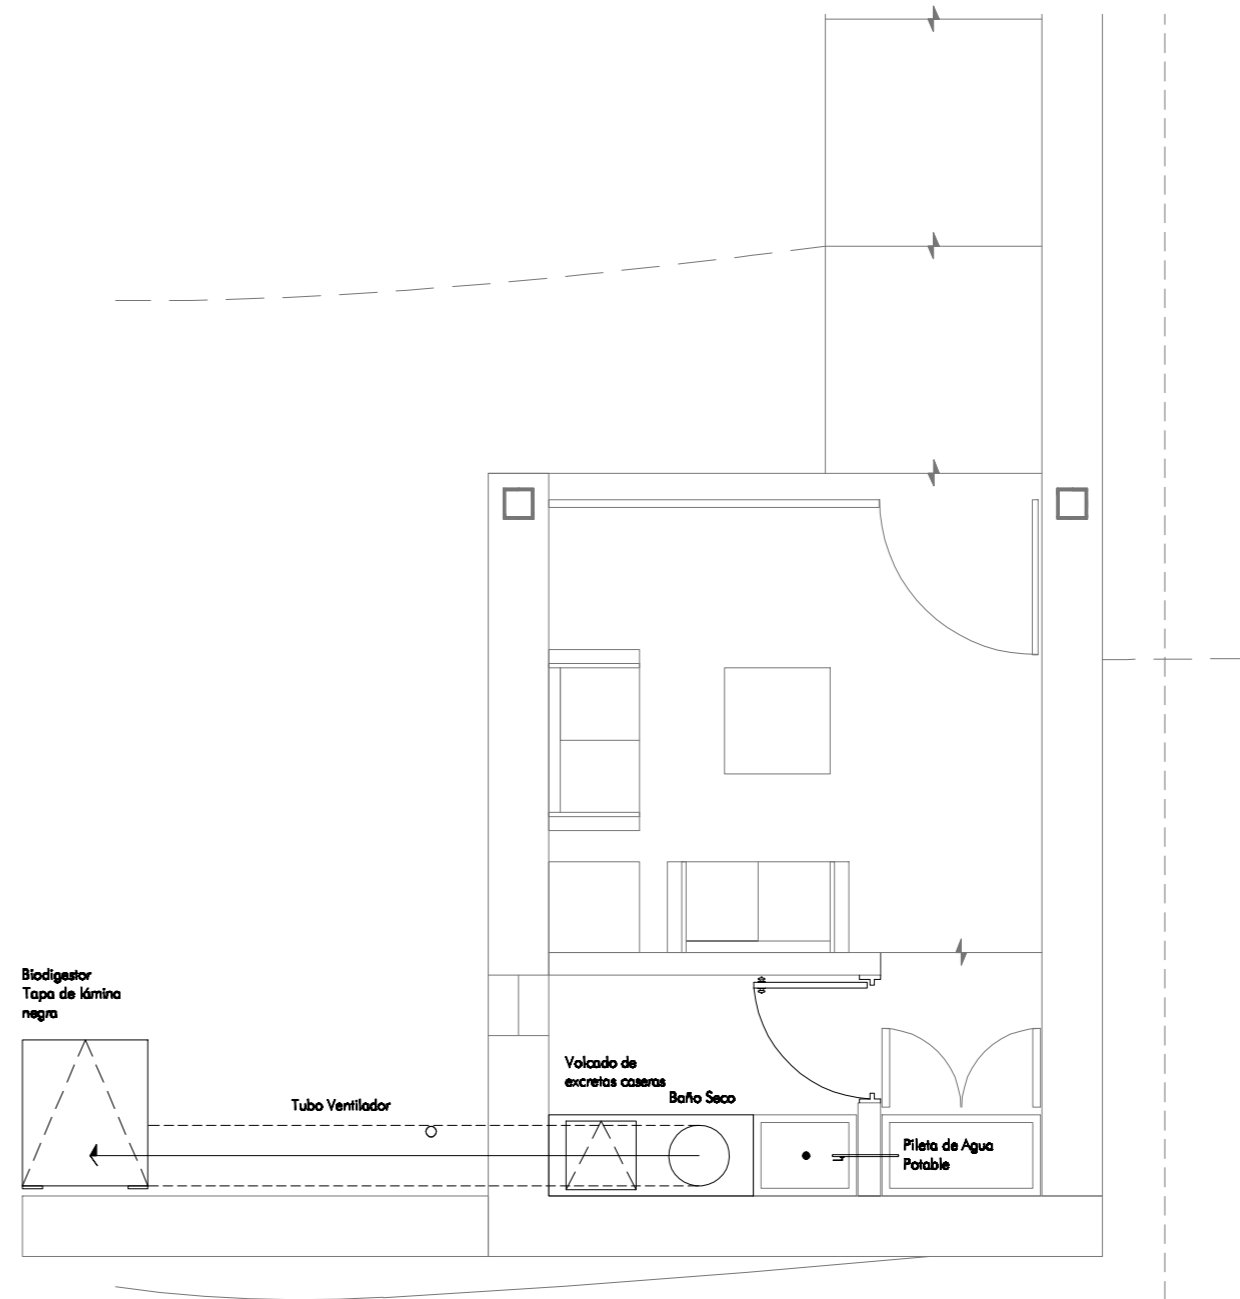 Biodigestor
Tapa de lámina
negra
Tubo Ventilador
Volcado de
excretas caseras
Baño Seco
Pileta de Agua
Potable